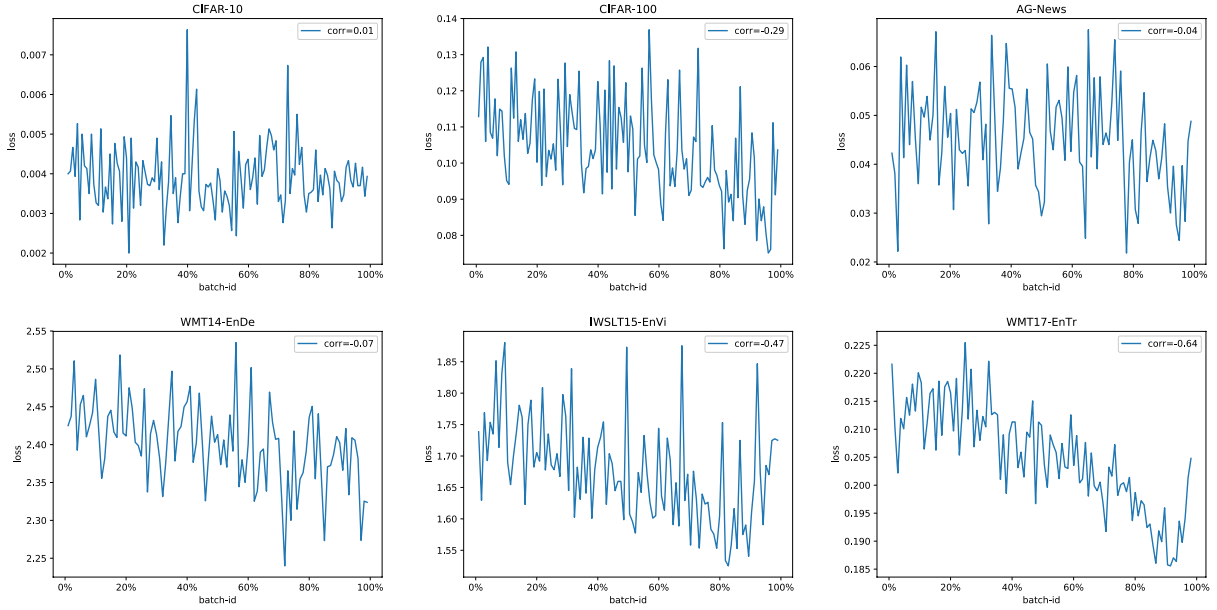 CIFAR-10
corr=0.01
loss
0.007
0.006
0.005
0.004
0.003
0.002
0% 20% 40% 60% 80% 100%
batch-id
CIFAR-100
corr=-0.29
loss
0.14
0.13
0.12
0.11
0.10
0.09
0.08
0% 20% 40% 60% 80% 100%
batch-id
AG-News
corr=-0.04
loss
0.06
0.05
0.04
0.03
0.02
0% 20% 40% 60% 80% 100%
batch-id
WMT14-EnDe
corr=-0.07
loss
2.55
2.50
2.45
2.40
2.35
2.30
2.25
0% 20% 40% 60% 80% 100%
batch-id
IWSLT15-EnVi
corr=-0.47
loss
1.85
1.80
1.75
1.70
1.65
1.60
1.55
0% 20% 40% 60% 80% 100%
batch-id
WMT17-EnTr
corr=-0.64
loss
0.225
0.220
0.215
0.210
0.205
0.200
0.195
0.190
0.185
0% 20% 40% 60% 80% 100%
batch-id